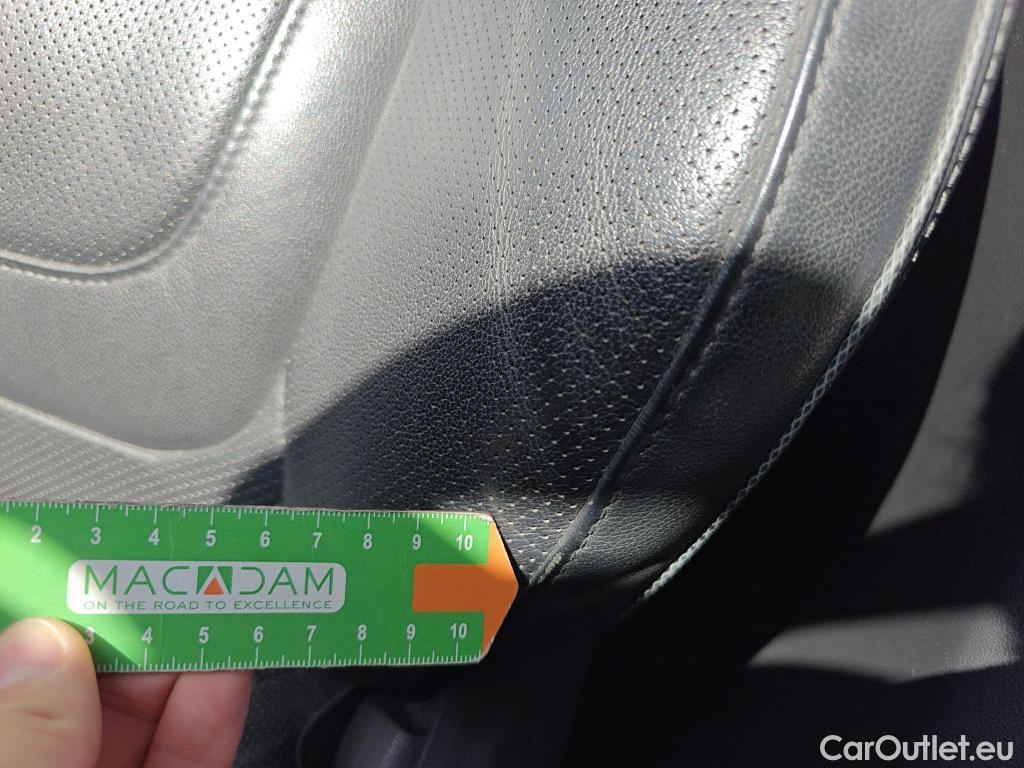 2 3 4 5 6 7 8 9 10
MACADAM
ON THE ROAD TO EXCELLENCE
3 4 5 6 7 8 9 10
CarOutlet.eu